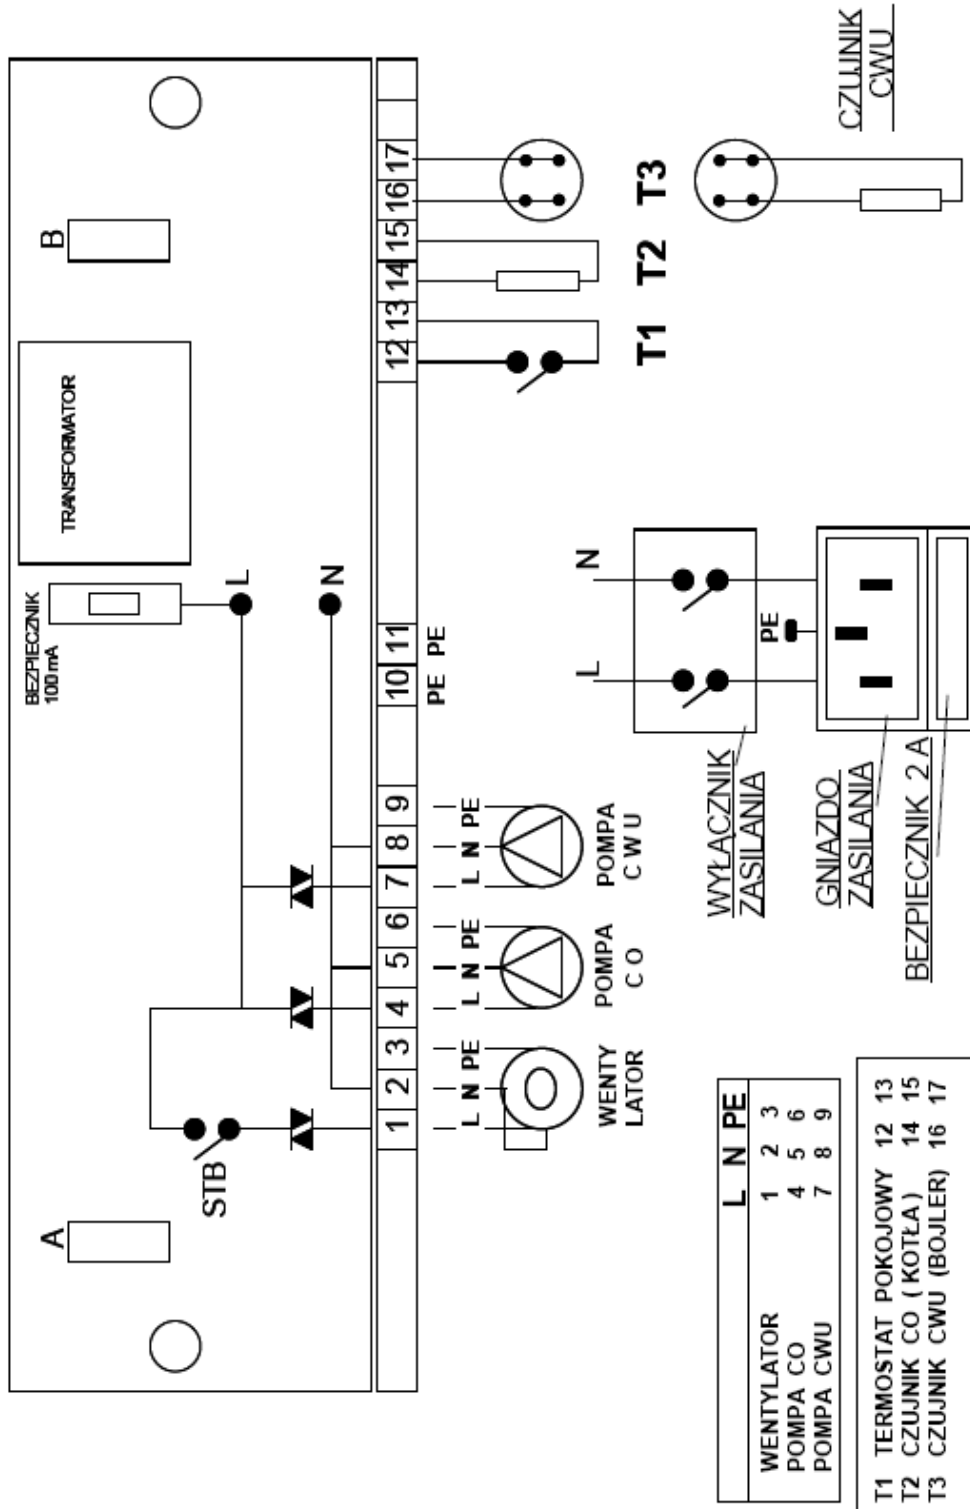 A
BEZPIECZNIK
100 mA
B
TRANSFORMATOR
STB
L
N
1 2 3 4 5 6 7 8 9 10 11 12 13 14 15 16 17
PE PE
L N PE
L N PE
L N PE
WENTY
LATOR
POMPA
C O
POMPA
C W U
T1 T2 T3
L N
PE
WYŁĄCZNIK
ZASILANIA
GNIAZDO
ZASILANIA
BEZPIECZNIK 2 A
CZUJNIK
CWU
L N PE
WENTYLATOR 1 2 3
POMPA CO 4 5 6
POMPA CWU 7 8 9
T1 TERMOSTAT POKOJOWY 12 13
T2 CZUJNIK CO ( KOTŁA ) 14 15
T3 CZUJNIK CWU (BOJLER) 16 17